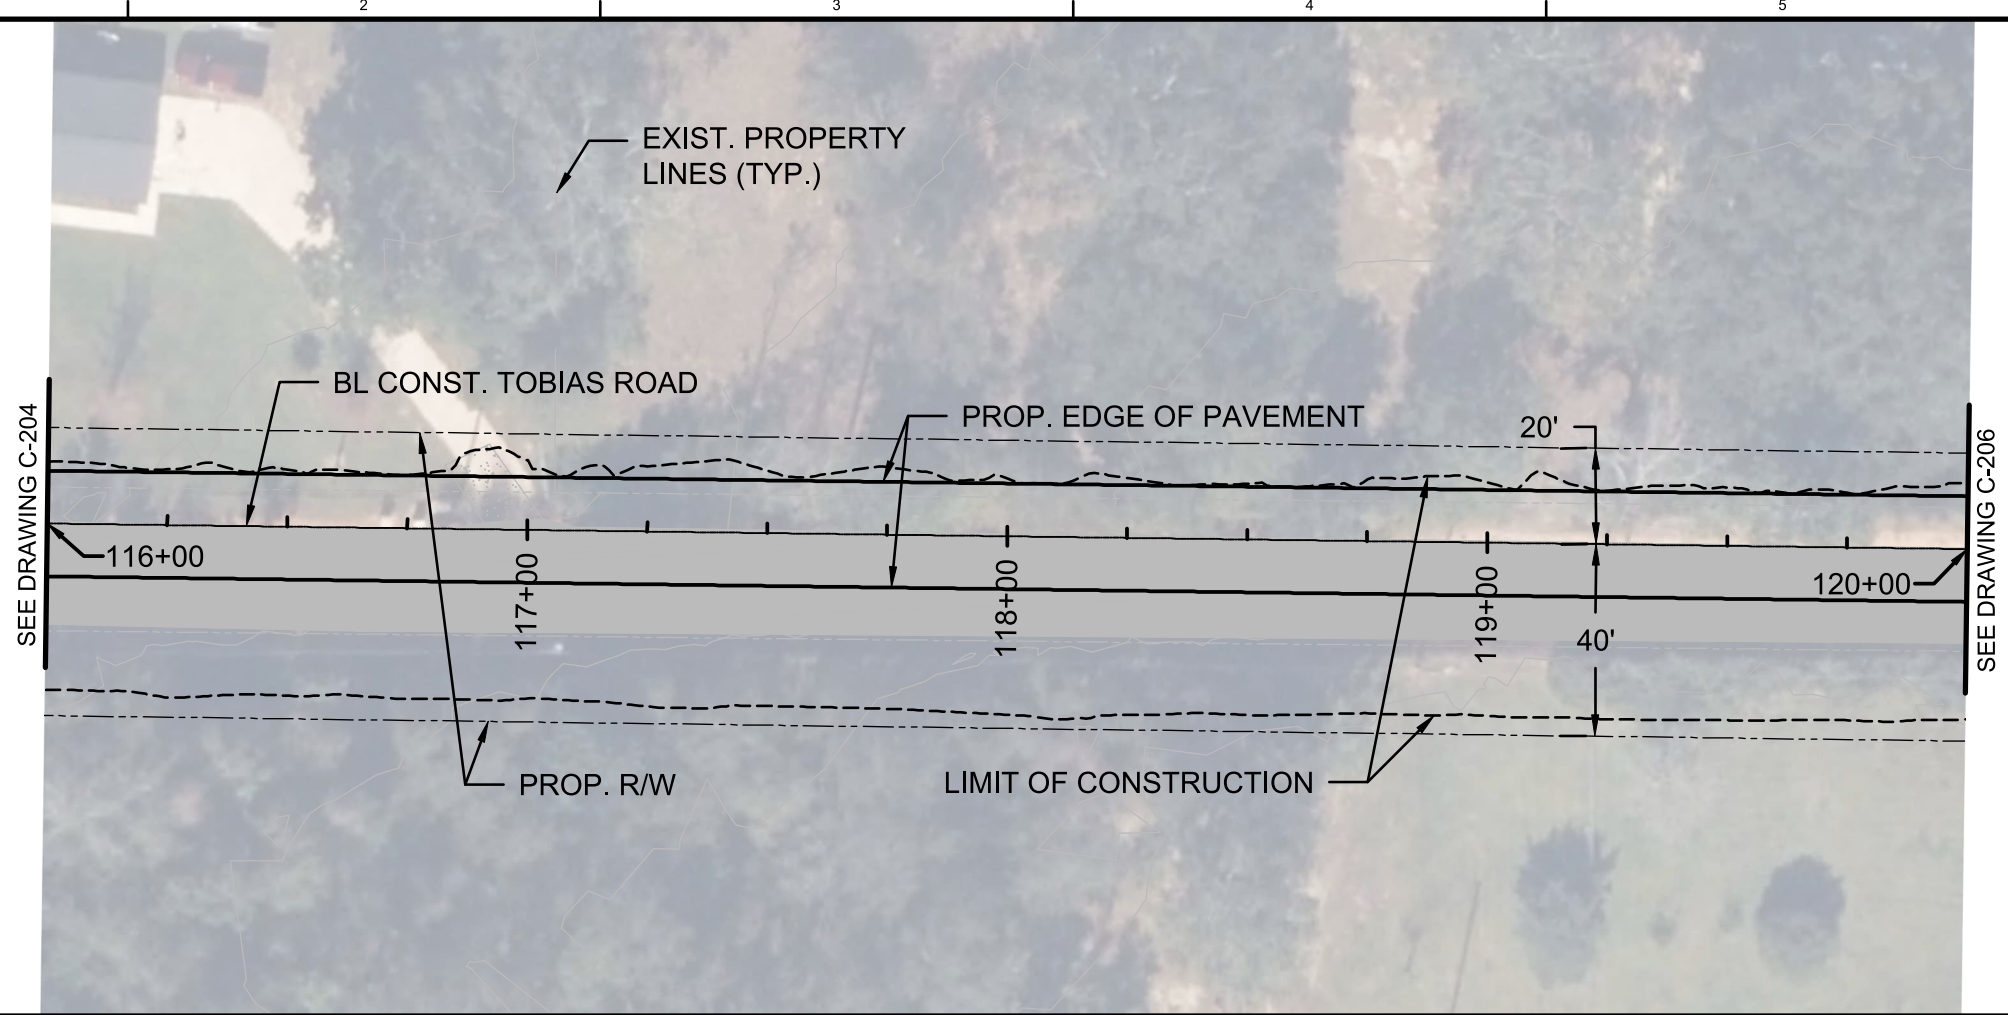 2
3
4
5
EXIST. PROPERTY
LINES (TYP.)
BL CONST. TOBIAS ROAD
PROP. EDGE OF PAVEMENT
20'
SEE DRAWING C-204
116+00
117+00
118+00
119+00
40'
120+00
SEE DRAWING C-206
PROP. R/W
LIMIT OF CONSTRUCTION